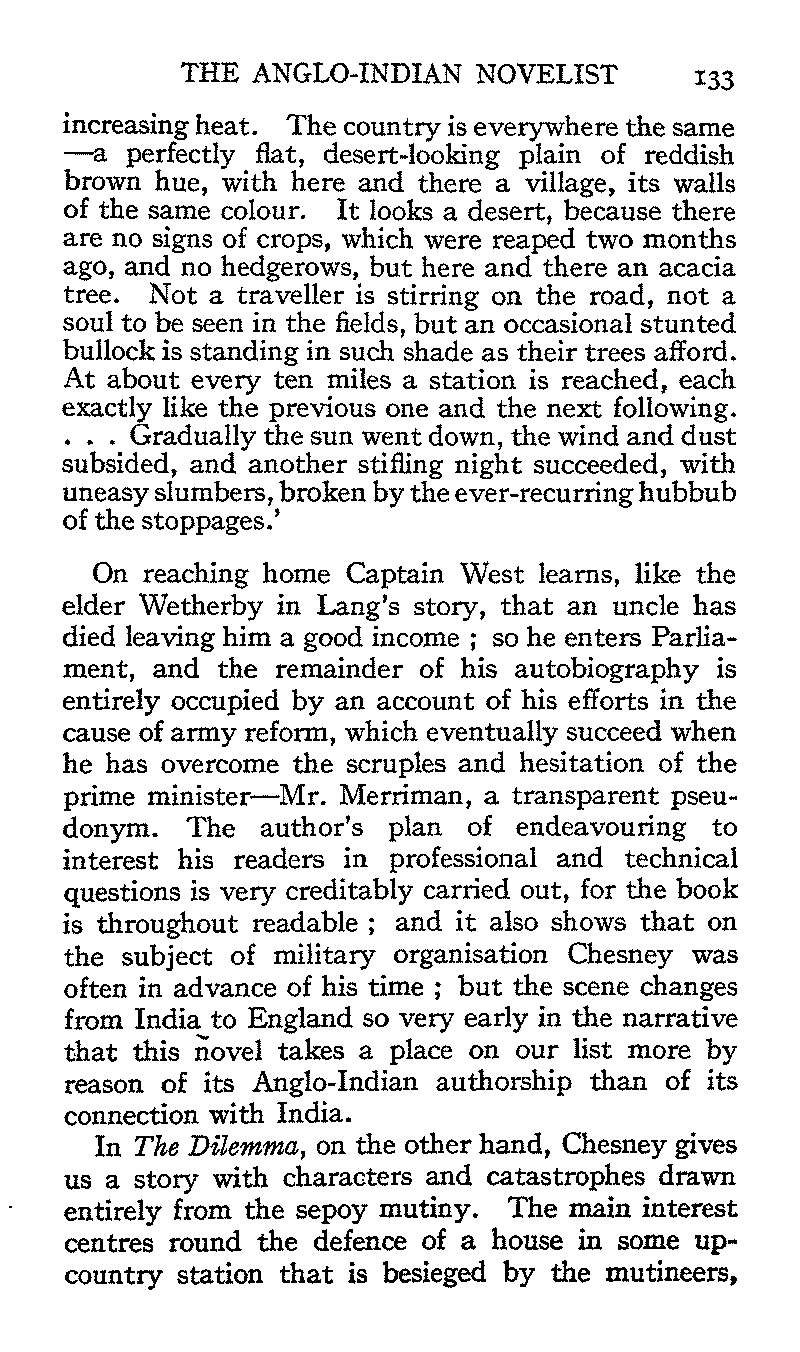 THE ANGLO-INDIAN NOVELIST 133
increasing heat. The country is everywhere the same
—a perfectly flat, desert-looking plain of reddish
brown hue, with here and there a village, its walls
of the same colour. It looks a desert, because there
are no signs of crops, which were reaped two months
ago, and no hedgerows, but here and there an acacia
tree. Not a traveller is stirring on the road, not a
soul to be seen in the fields, but an occasional stunted
bullock is standing in such shade as their trees afford.
At about every ten miles a station is reached, each
exactly like the previous one and the next following.
. . . Gradually the sun went down, the wind and dust
subsided, and another stifling night succeeded, with
uneasy slumbers, broken by the ever-recurring hubbub
of the stoppages.’
On reaching home Captain West learns, like the
elder Wetherby in Lang’s story, that an uncle has
died leaving him a good income ; so he enters Parlia-
ment, and the remainder of his autobiography is
entirely occupied by an account of his efforts in the
cause of army reform, which eventually succeed when
he has overcome the scruples and hesitation of the
prime minister—Mr. Merriman, a transparent pseu-
donym. The author’s plan of endeavouring to
interest his readers in professional and technical
questions is very creditably carried out, for the book
is throughout readable ; and it also shows that on
the subject of military organisation Chesney was
often in advance of his time ; but the scene changes
from India to England so very early in the narrative
that this novel takes a place on our list more by
reason of its Anglo-Indian authorship than of its
connection with India.
In The Dilemma, on the other hand, Chesney gives
us a story with characters and catastrophes drawn
entirely from the sepoy mutiny. The main interest
centres round the defence of a house in some up-
country station that is besieged by the mutineers,